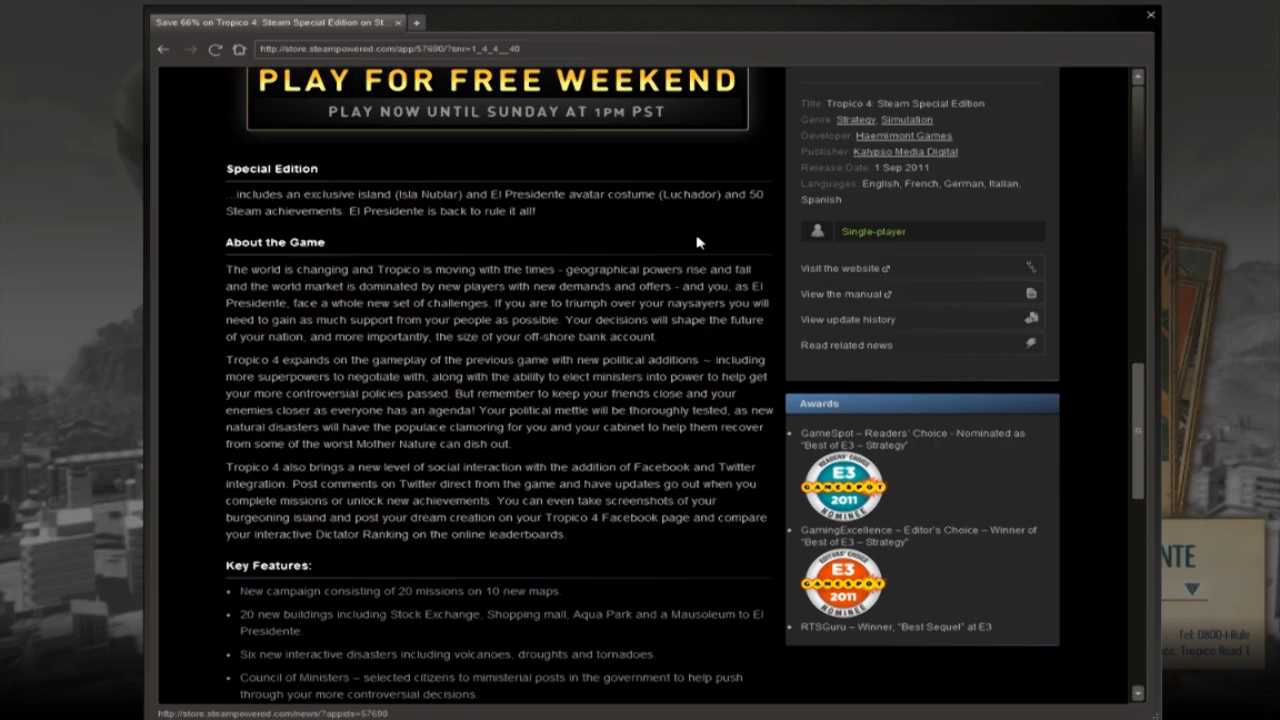 Save 66% on Tropico 4: Steam Special Edition on St...
http://store.steampowered.com/app/57690/?snr=1_4_4__40
PLAY FOR FREE WEEKEND
PLAY NOW UNTIL SUNDAY AT 1PM PST
Special Edition
...includes an exclusive island (Isla Nublar) and El Presidente avatar costume (Luchador) and 50
Steam achievements. El Presidente is back to rule it all!
About the Game
The world is changing and Tropico is moving with the times - geographical powers rise and fall
and the world market is dominated by new players with new demands and offers - and you, as El
Presidente, face a whole new set of challenges. If you are to triumph over your naysayers you will
need to gain as much support from your people as possible. Your decisions will shape the future
of your nation, and more importantly, the size of your off-shore bank account.
Tropico 4 expands on the gameplay of the previous game with new political additions ~ including
more superpowers to negotiate with, along with the ability to elect ministers into power to help get
your more controversial policies passed. But remember to keep your friends close and your
enemies closer as everyone has an agenda! Your political mettle will be thoroughly tested, as new
natural disasters will have the populace clamoring for you and your cabinet to help them recover
from some of the worst Mother Nature can dish out.
Tropico 4 also brings a new level of social interaction with the addition of Facebook and Twitter
integration. Post comments on Twitter direct from the game and have updates go out when you
complete missions or unlock new achievements. You can even take screenshots of your
burgeoning island and post your dream creation on your Tropico 4 Facebook page and compare
your interactive Dictator Ranking on the online leaderboards.
Key Features:
New campaign consisting of 20 missions on 10 new maps.
20 new buildings including Stock Exchange, Shopping mall, Aqua Park and a Mausoleum to El
Presidente.
Six new interactive disasters including volcanoes, droughts and tornadoes.
Council of Ministers – selected citizens to mimisterial posts in the government to help push
through your more controversial decisions.
Title: Tropico 4: Steam Special Edition
Genre: Strategy, Simulation
Developer: Haemimont Games
Publisher: Kalypso Media Digital
Release Date: 1 Sep 2011
Languages: English, French, German, Italian,
Spanish
Single-player
Visit the website
View the manual
View update history
Read related news
Awards
GameSpot – Readers' Choice - Nominated as
"Best of E3 – Strategy"
READERS' CHOICE
E3
GAMESPOT
2011
NOMINEE
GamingExcellence – Editor's Choice – Winner of
"Best of E3 – Strategy"
EDITORS' CHOICE
E3
GAMESPOT
2011
NOMINEE
RTSGuru – Winner, "Best Sequel" at E3
NTE
Tel: 0800-I-Rule
ce, Tropico Road 1
http://store.steampowered.com/news/?appids=57690